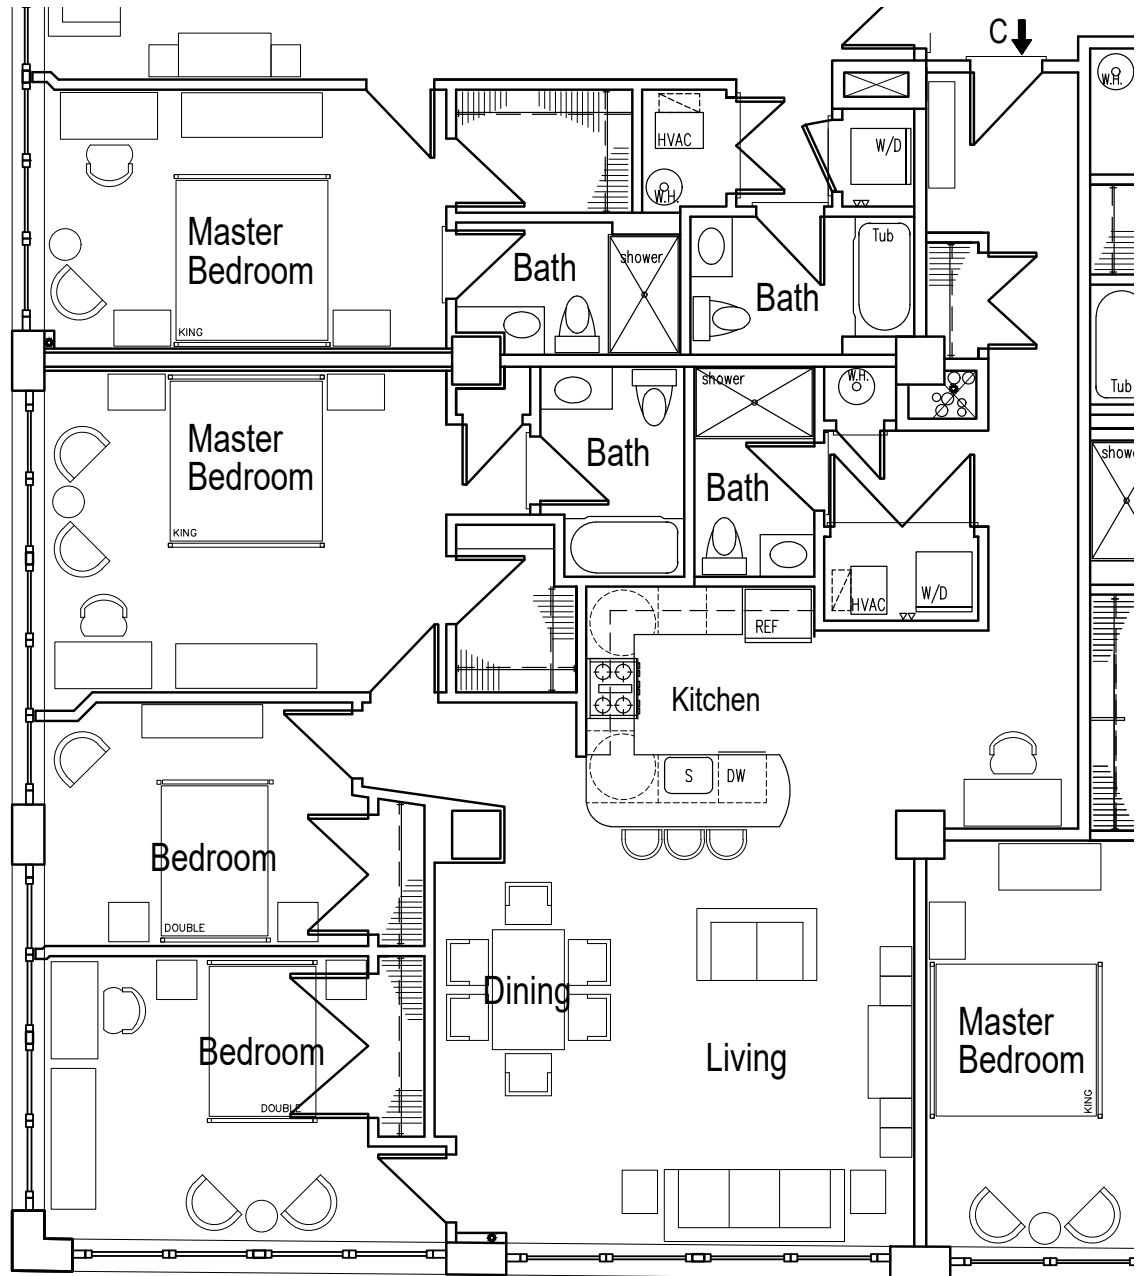 C
W.H.
HVAC
W/D
W.H.
Master
Bedroom
KING
Bath
shower
Bath
Tub
shower
W.H.
Tub
Master
Bedroom
KING
Bath
Bath
shower
HVAC
W/D
REF
Kitchen
S
DW
Bedroom
DOUBLE
Dining
Living
Master
Bedroom
KING
Bedroom
DOUBLE